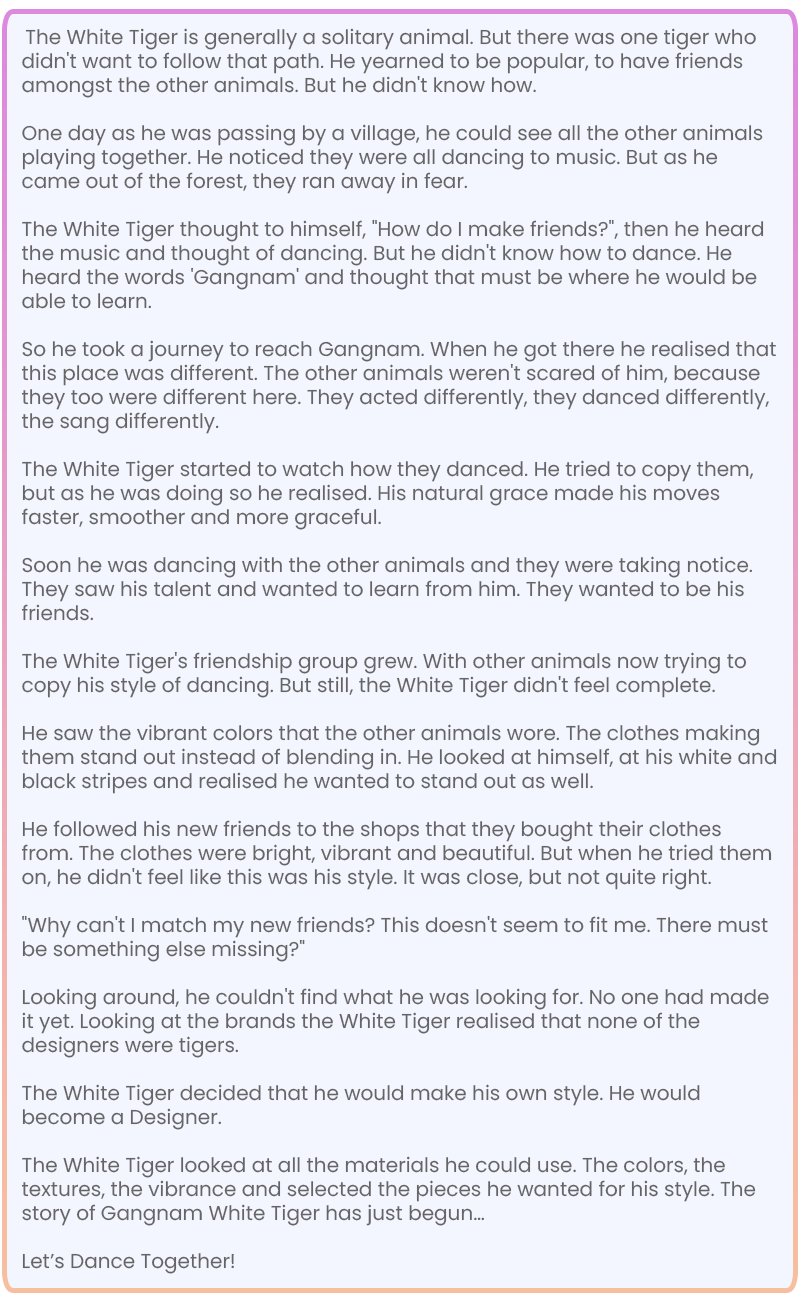 The White Tiger is generally a solitary animal. But there was one tiger who
didn't want to follow that path. He yearned to be popular, to have friends
amongst the other animals. But he didn't know how.
One day as he was passing by a village, he could see all the other animals
playing together. He noticed they were all dancing to music. But as he
came out of the forest, they ran away in fear.
The White Tiger thought to himself, "How do I make friends?", then he heard
the music and thought of dancing. But he didn't know how to dance. He
heard the words 'Gangnam' and thought that must be where he would be
able to learn.
So he took a journey to reach Gangnam. When he got there he realised that
this place was different. The other animals weren't scared of him, because
they too were different here. They acted differently, they danced differently,
the sang differently.
The White Tiger started to watch how they danced. He tried to copy them,
but as he was doing so he realised. His natural grace made his moves
faster, smoother and more graceful.
Soon he was dancing with the other animals and they were taking notice.
They saw his talent and wanted to learn from him. They wanted to be his
friends.
The White Tiger's friendship group grew. With other animals now trying to
copy his style of dancing. But still, the White Tiger didn't feel complete.
He saw the vibrant colors that the other animals wore. The clothes making
them stand out instead of blending in. He looked at himself, at his white and
black stripes and realised he wanted to stand out as well.
He followed his new friends to the shops that they bought their clothes
from. The clothes were bright, vibrant and beautiful. But when he tried them
on, he didn't feel like this was his style. It was close, but not quite right.
"Why can't I match my new friends? This doesn't seem to fit me. There must
be something else missing?"
Looking around, he couldn't find what he was looking for. No one had made
it yet. Looking at the brands the White Tiger realised that none of the
designers were tigers.
The White Tiger decided that he would make his own style. He would
become a Designer.
The White Tiger looked at all the materials he could use. The colors, the
textures, the vibrance and selected the pieces he wanted for his style. The
story of Gangnam White Tiger has just begun...
Let’s Dance Together!